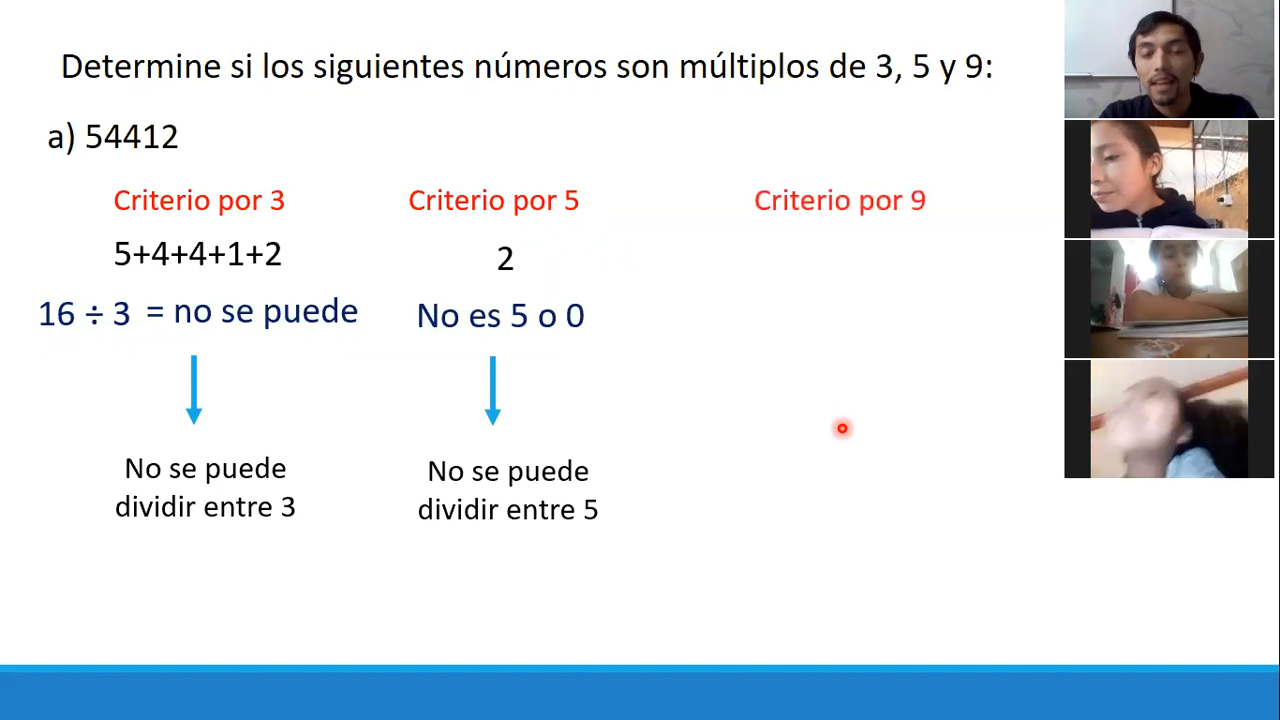 Determine si los siguientes números son múltiplos de 3, 5 y 9:
a) 54412
Criterio por 3
5+4+4+1+2
16 ÷ 3 = no se puede
No se puede
dividir entre 3
Criterio por 5
2
No es 5 o 0
No se puede
dividir entre 5
Criterio por 9